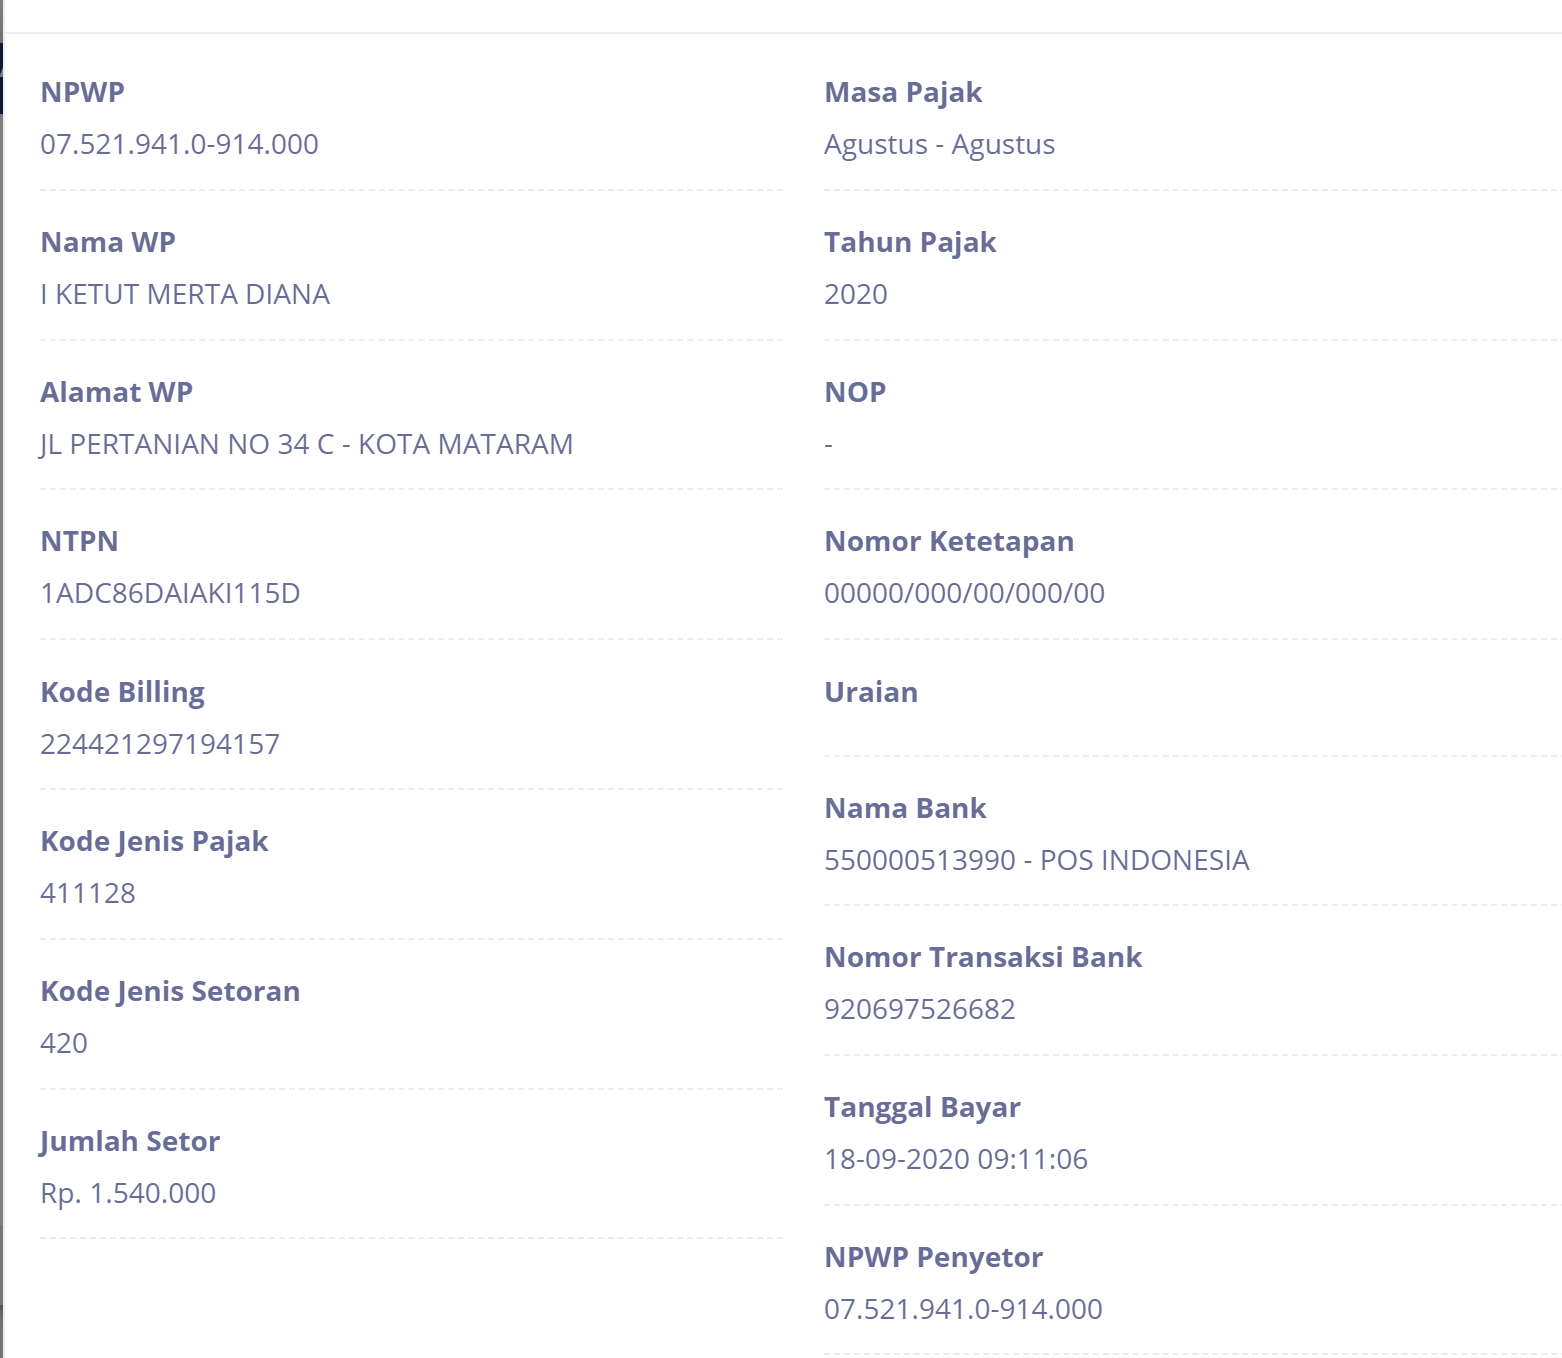 NPWP
07.521.941.0-914.000
Nama WP
I KETUT MERTA DIANA
Alamat WP
JL PERTANIAN NO 34 C - KOTA MATARAM
NTPN
1ADC86DAIAKI115D
Kode Billing
224421297194157
Kode Jenis Pajak
411128
Kode Jenis Setoran
420
Jumlah Setor
Rp. 1.540.000
Masa Pajak
Agustus - Agustus
Tahun Pajak
2020
NOP
-
Nomor Ketetapan
00000/000/00/000/00
Uraian
Nama Bank
550000513990 - POS INDONESIA
Nomor Transaksi Bank
920697526682
Tanggal Bayar
18-09-2020 09:11:06
NPWP Penyetor
07.521.941.0-914.000